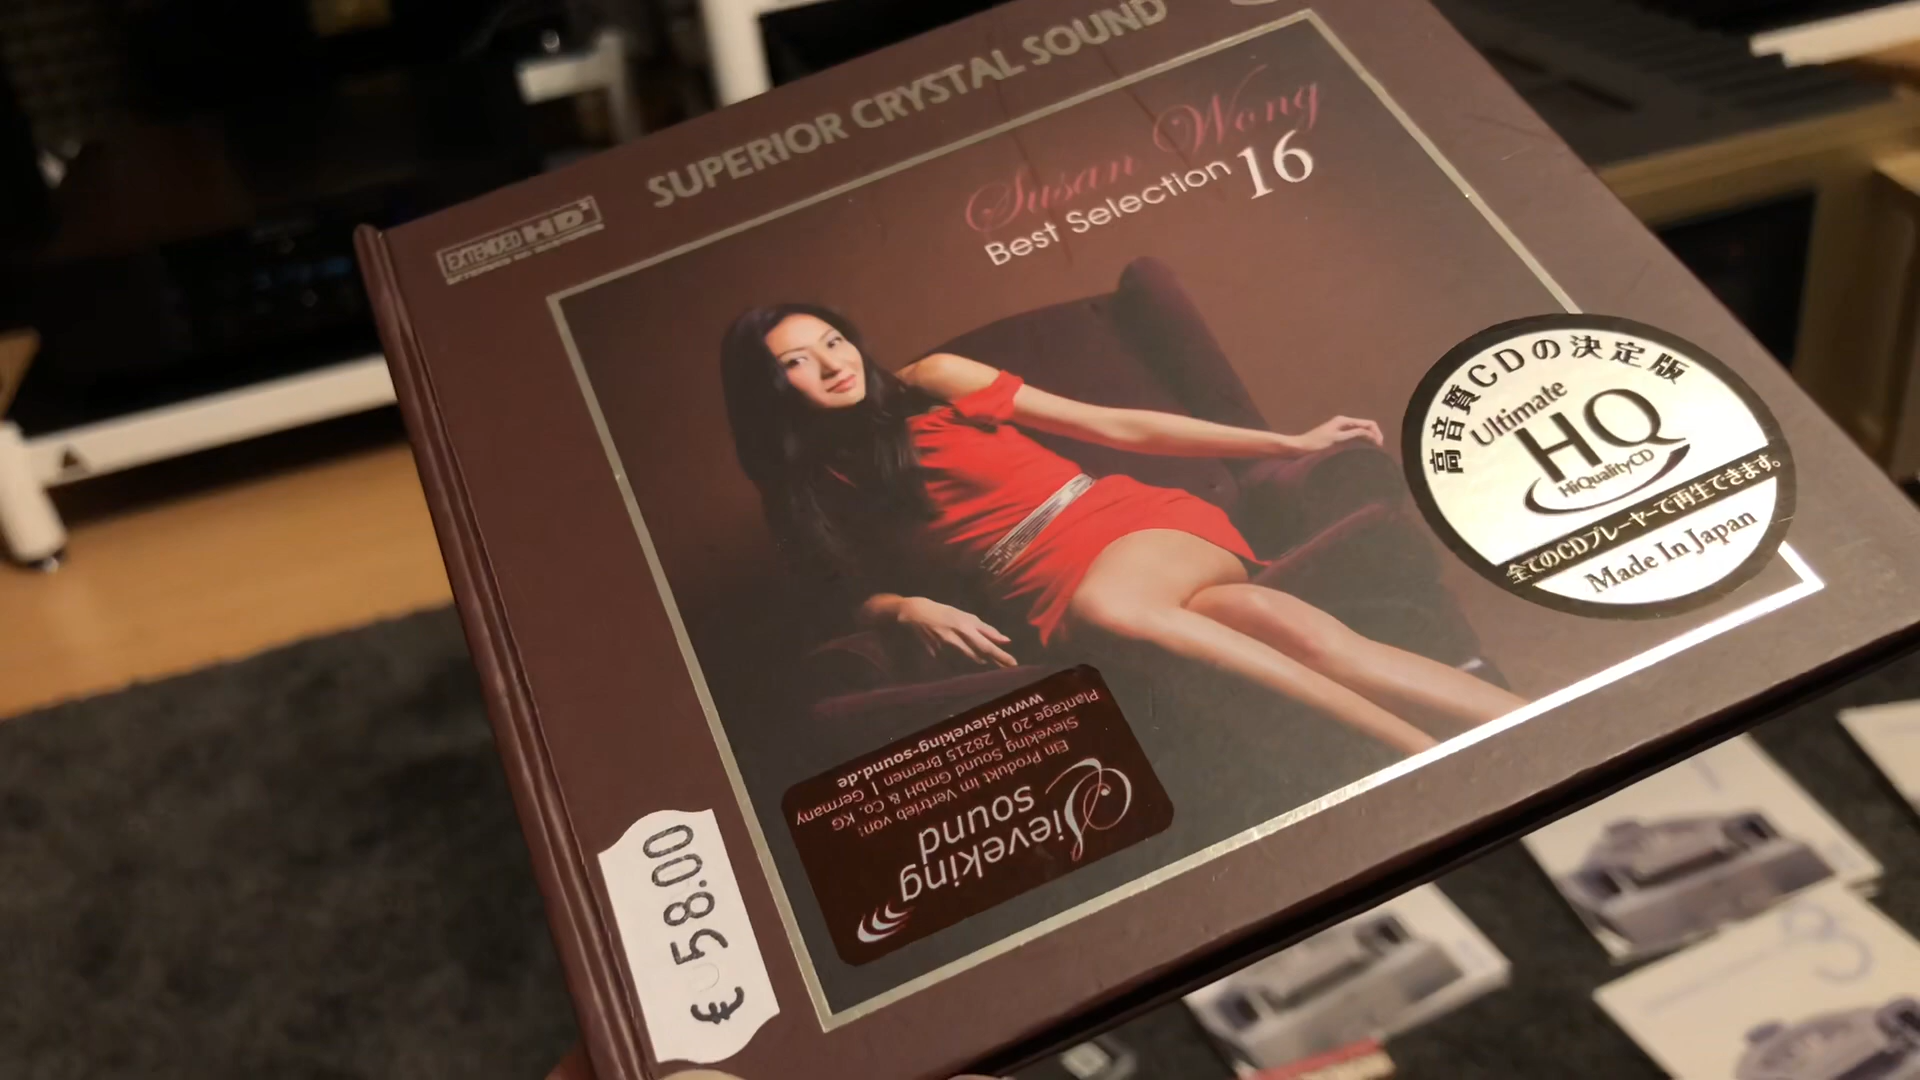 SUPERIOR CRYSTAL SOUND
EXTENDED HD
Susan Wong
Best Selection 16
高音質CDの決定版
Ultimate
HQ
HiQualityCD
全てのCDプレーヤーで再生できます。
Made In Japan
Sieveking
sound
Ein Produkt im Vertrieb von:
Sieveking Sound GmbH & Co. KG
Plantage 20 | 28215 Bremen | Germany
www.sieveking-sound.de
€ 58.00